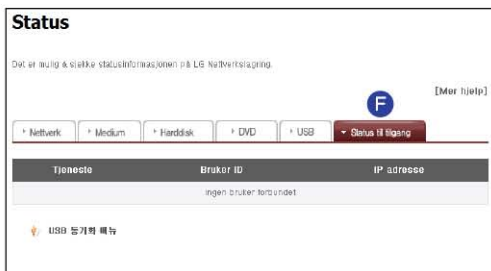 Status
Det er mulig å sjekke statusinformasjonen på LG Nettverkslagring.
[Mer hjelp]
F
Nettverk Medium Harddisk DVD USB Status til tilgang
Tjeneste Bruker ID IP adresse
Ingen bruker forbundet
USB 동기화 메뉴